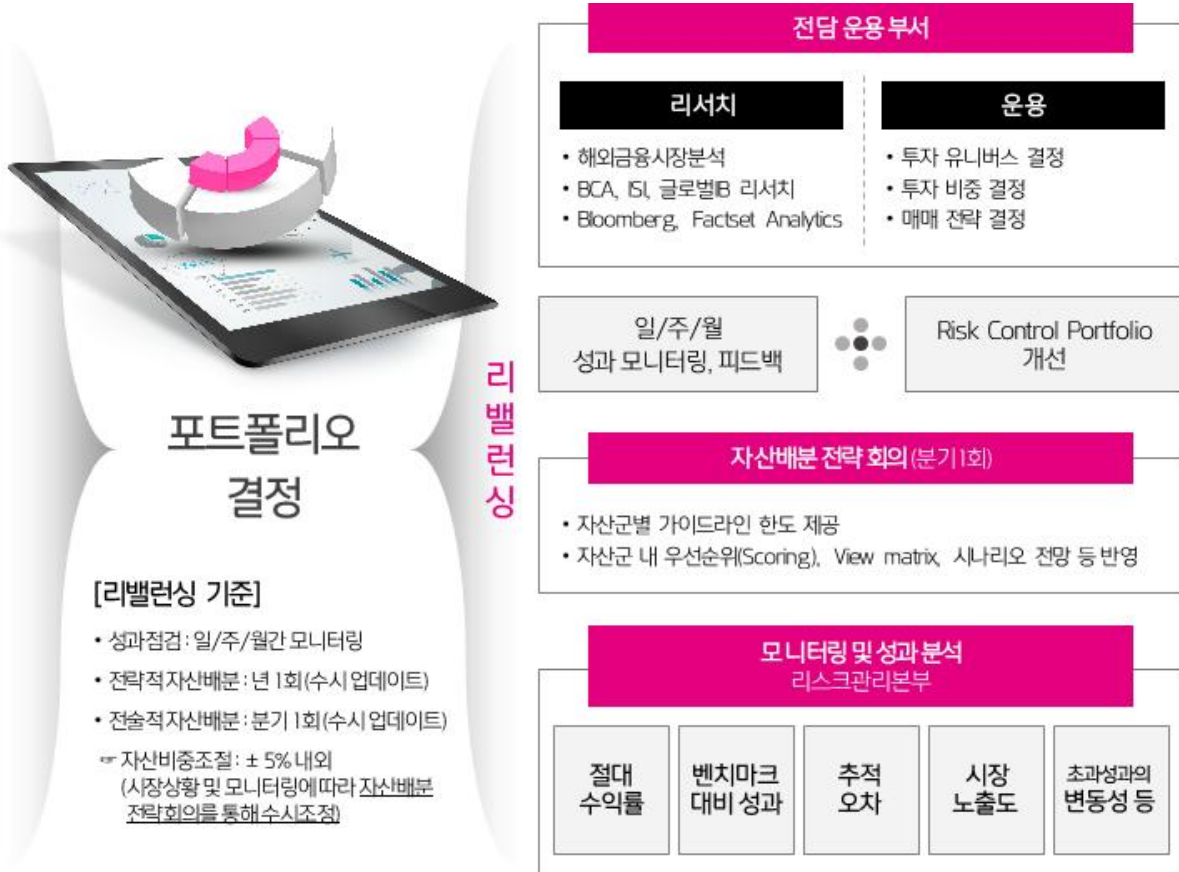 포트폴리오
결정
[리밸런싱 기준]
• 성과점검 : 일/주/월간 모니터링
• 전략적자산배분 : 년 1회(수시 업데이트)
• 전술적자산배분 : 분기 1회(수시 업데이트)
☞ 자산비중조절 : ± 5% 내외
(시장상황 및 모니터링에 따라 자산배분
전략회의를 통해 수시조정)
리밸런싱
전담 운용 부서
리서치
• 해외금융시장분석
• BCA, ISI, 글로벌IB 리서치
• Bloomberg, Factset Analytics
운용
• 투자 유니버스 결정
• 투자 비중 결정
• 매매 전략 결정
일/주/월
성과 모니터링, 피드백
Risk Control Portfolio
개선
자산배분 전략 회의(분기1회)
• 자산군별 가이드라인 한도 제공
• 자산군 내 우선순위(Scoring), View matrix, 시나리오 전망 등 반영
모니터링 및 성과 분석
리스크관리본부
절대
수익률
벤치마크
대비 성과
추적
오차
시장
노출도
초과성과의
변동성 등